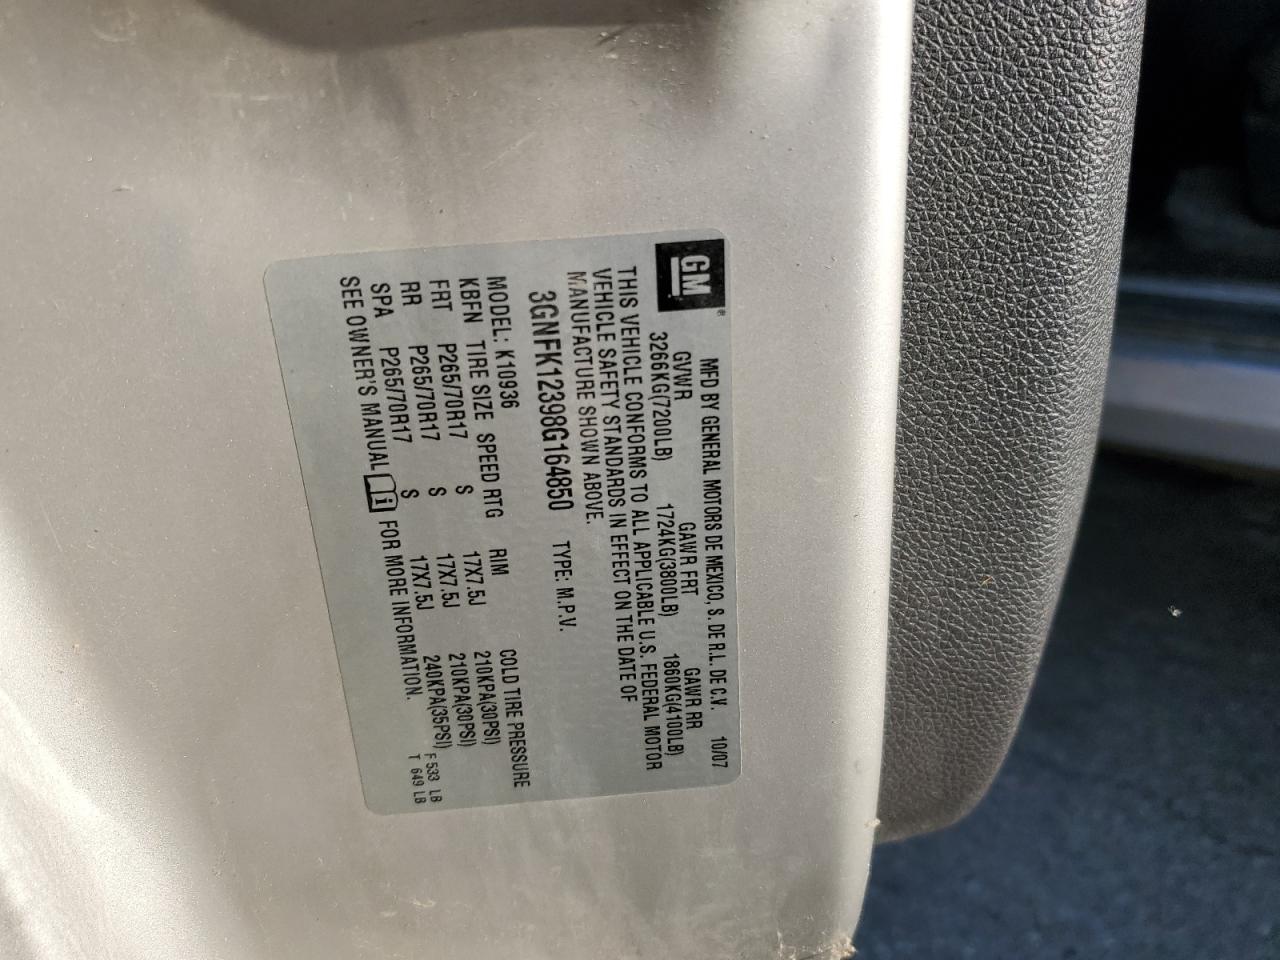 GM®
MFD BY GENERAL MOTORS DE MEXICO, S. DE R.L. DE C.V. 10/07
GVWR GAWR FRT GAWR RR
3266KG(7200LB) 1724KG(3800LB) 1860KG(4100LB)
THIS VEHICLE CONFORMS TO ALL APPLICABLE U.S. FEDERAL MOTOR
VEHICLE SAFETY STANDARDS IN EFFECT ON THE DATE OF
MANUFACTURE SHOWN ABOVE.
3GNFK12398G164850 TYPE: M.P.V.
MODEL: K10936
KBFN TIRE SIZE SPEED RTG RIM COLD TIRE PRESSURE
FRT P265/70R17 S 17X7.5J 210KPA(30PSI)
RR P265/70R17 S 17X7.5J 210KPA(30PSI)
SPA P265/70R17 S 17X7.5J 240KPA(35PSI) F 533 LB
SEE OWNER'S MANUAL i FOR MORE INFORMATION. T 649 LB